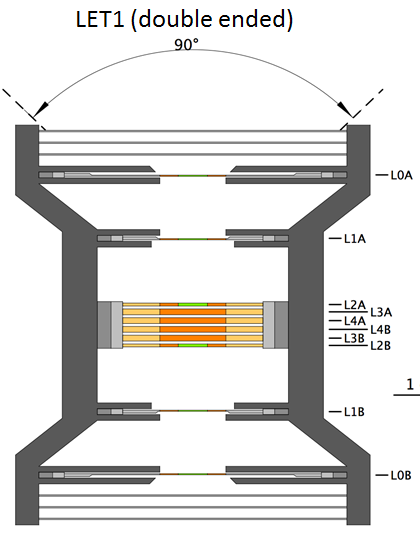 LET1 (double ended)
90°
L0A
L1A
L2A
L3A
L4A
L4B
L3B
L2B
1
L1B
L0B